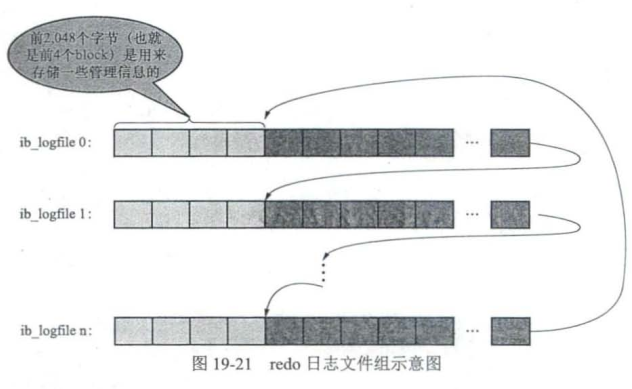 前2,048个字节（也就
是前4个block）是用来
存储一些管理信息的
ib_logfile 0:
...
ib_logfile 1:
...
ib_logfile n:
...
图 19-21 redo 日志文件组示意图